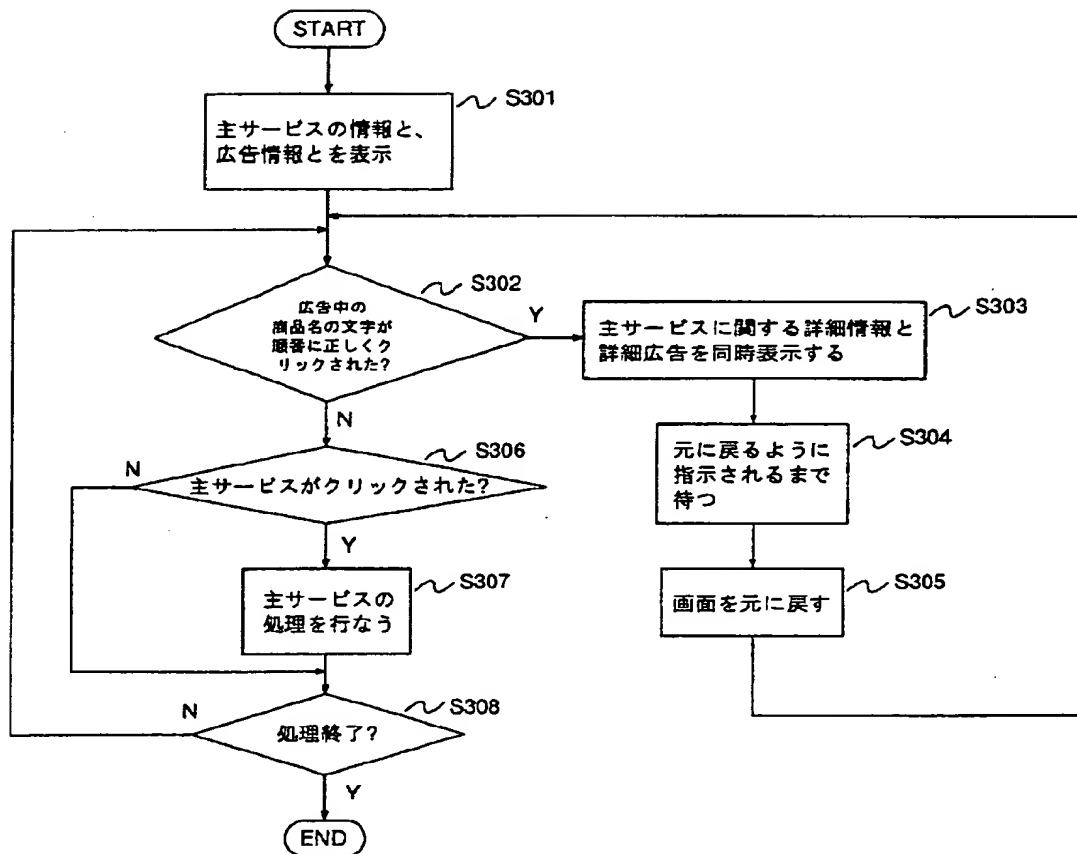 START
S301
主サービスの情報と、
広告情報とを表示
S302
広告中の
商品名の文字が
順番に正しくク
リックされた?
Y
S303
主サービスに関する詳細情報と
詳細広告を同時表示する
N
S304
元に戻るように
指示されるまで
待つ
S306
N
主サービスがクリックされた?
Y
S307
主サービスの
処理を行なう
S305
画面を元に戻す
S308
N
処理終了?
Y
END